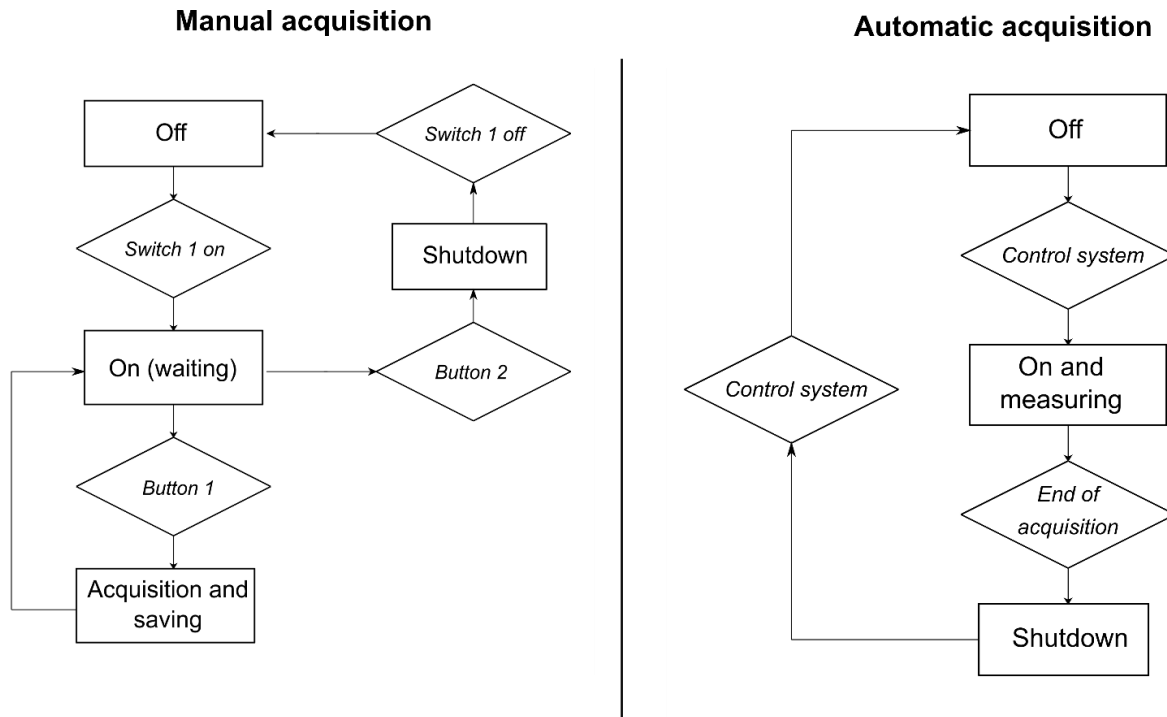 Manual acquisition
Off
Switch 1 off
Switch 1 on
Shutdown
On (waiting)
Button 2
Button 1
Acquisition and
saving
Automatic acquisition
Off
Control system
On and
measuring
Control system
End of
acquisition
Shutdown